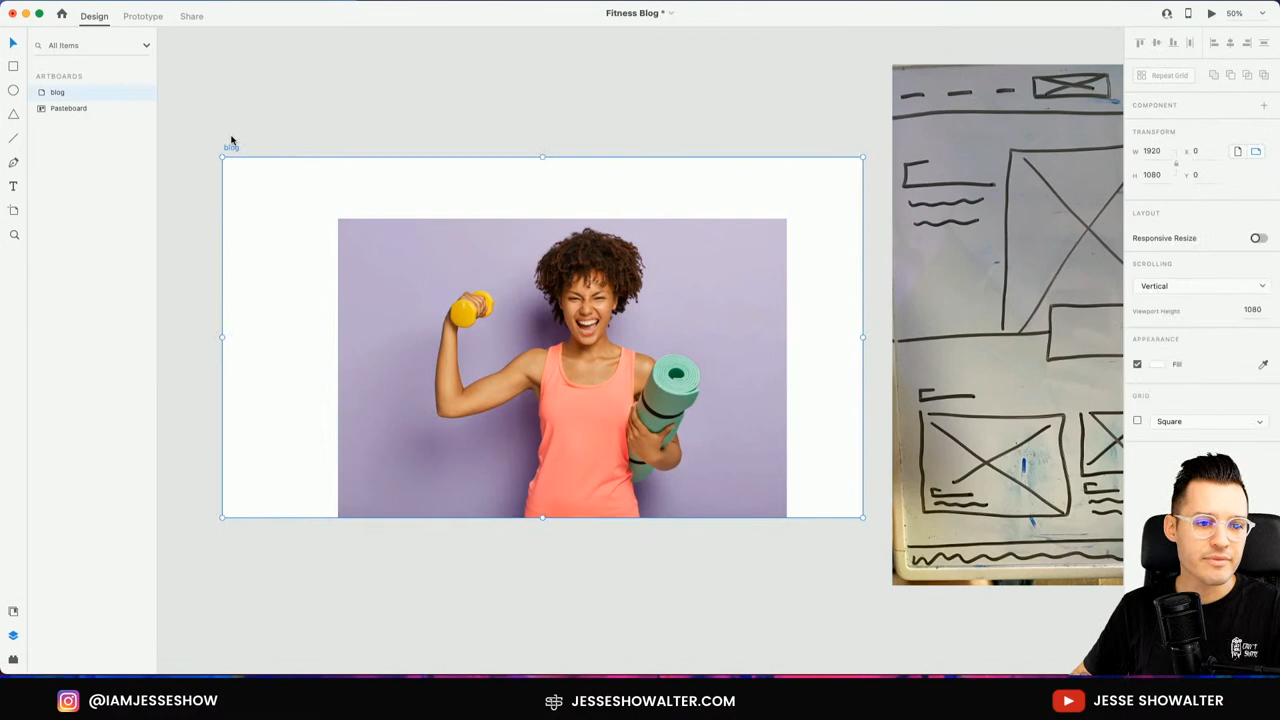 Design
Prototype
Share
Fitness Blog *
50%
All Items
ARTBOARDS
blog
Pasteboard
blog
Repeat Grid
COMPONENT
TRANSFORM
W 1920 X 0
H 1080 Y 0
LAYOUT
Responsive Resize
SCROLLING
Vertical
Viewport Height 1080
APPEARANCE
Fill
GRID
Square
@IAMJESSESHOW
JESSESHOWALTER.COM
JESSE SHOWALTER